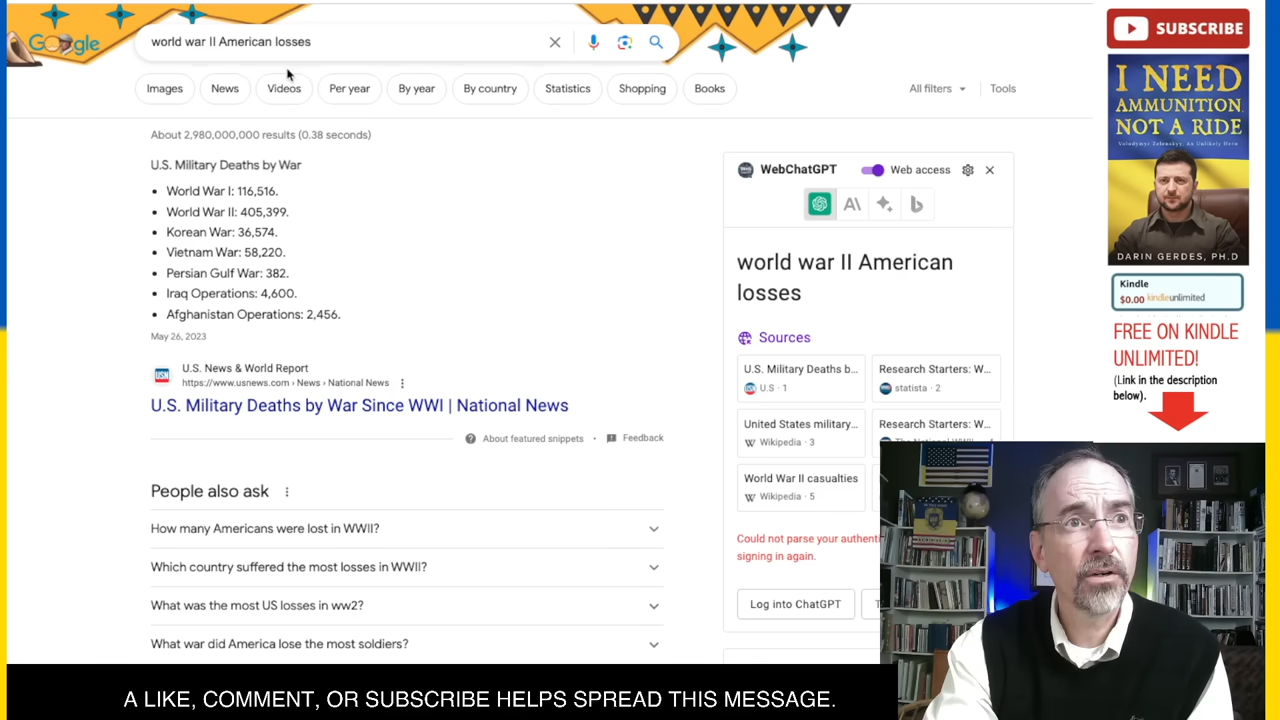 Google
world war II American losses
Images
News
Videos
Per year
By year
By country
Statistics
Shopping
Books
All filters
Tools
About 2,980,000,000 results (0.38 seconds)
U.S. Military Deaths by War
• World War I: 116,516.
• World War II: 405,399.
• Korean War: 36,574.
• Vietnam War: 58,220.
• Persian Gulf War: 382.
• Iraq Operations: 4,600.
• Afghanistan Operations: 2,456.
May 26, 2023
U.S. News & World Report
https://www.usnews.com › News › National News
U.S. Military Deaths by War Since WWI | National News
About featured snippets • Feedback
People also ask
How many Americans were lost in WWII?
Which country suffered the most losses in WWII?
What was the most US losses in ww2?
What war did America lose the most soldiers?
WebChatGPT
Web access
world war II American
losses
Sources
U.S. Military Deaths b...
U.S · 1
Research Starters: W...
statista · 2
United States military...
Wikipedia · 3
Research Starters: W...
World War II casualties
Wikipedia · 5
Could not parse your authenti
signing in again.
Log into ChatGPT
SUBSCRIBE
I NEED
AMMUNITION,
NOT A RIDE
Volodymyr Zelenskyy, An Unlikely Hero
DARIN GERDES, PH.D
Kindle
$0.00 kindleunlimited
FREE ON KINDLE
UNLIMITED!
(Link in the description
below).
A LIKE, COMMENT, OR SUBSCRIBE HELPS SPREAD THIS MESSAGE.